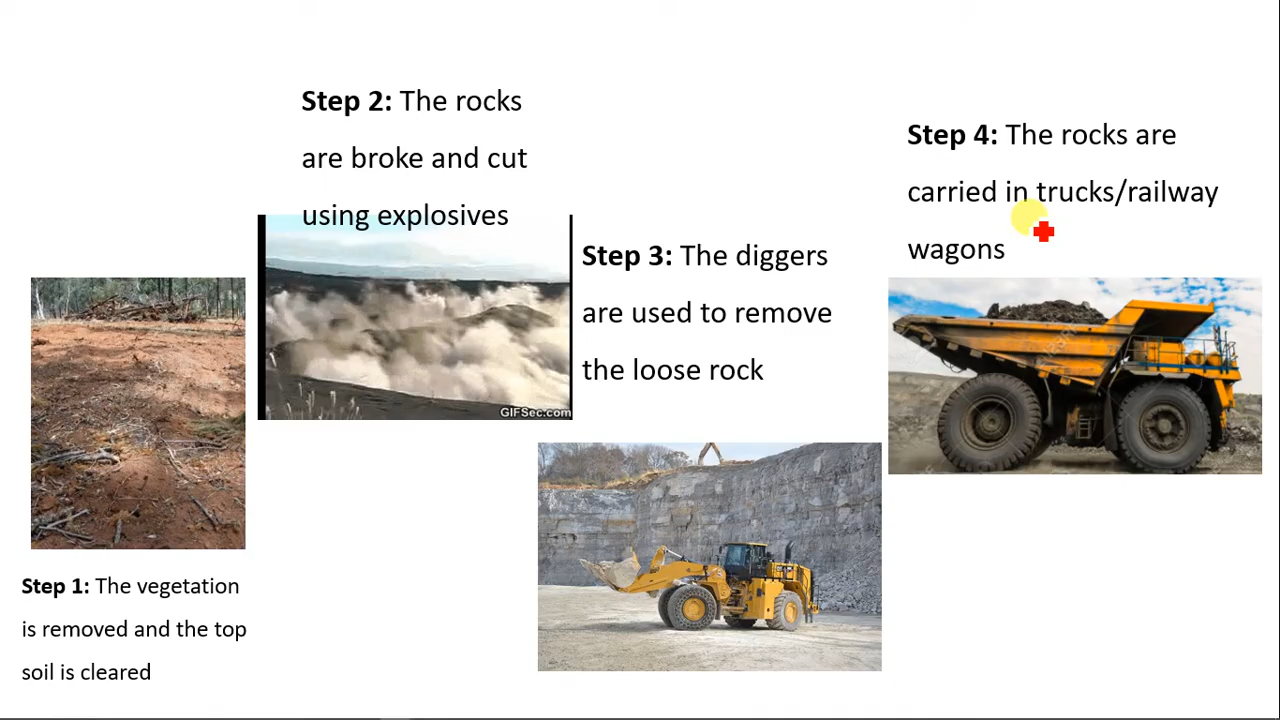 Step 1: The vegetation
is removed and the top
soil is cleared
Step 2: The rocks
are broke and cut
using explosives
GIFSec.com
Step 3: The diggers
are used to remove
the loose rock
Step 4: The rocks are
carried in trucks/railway
wagons